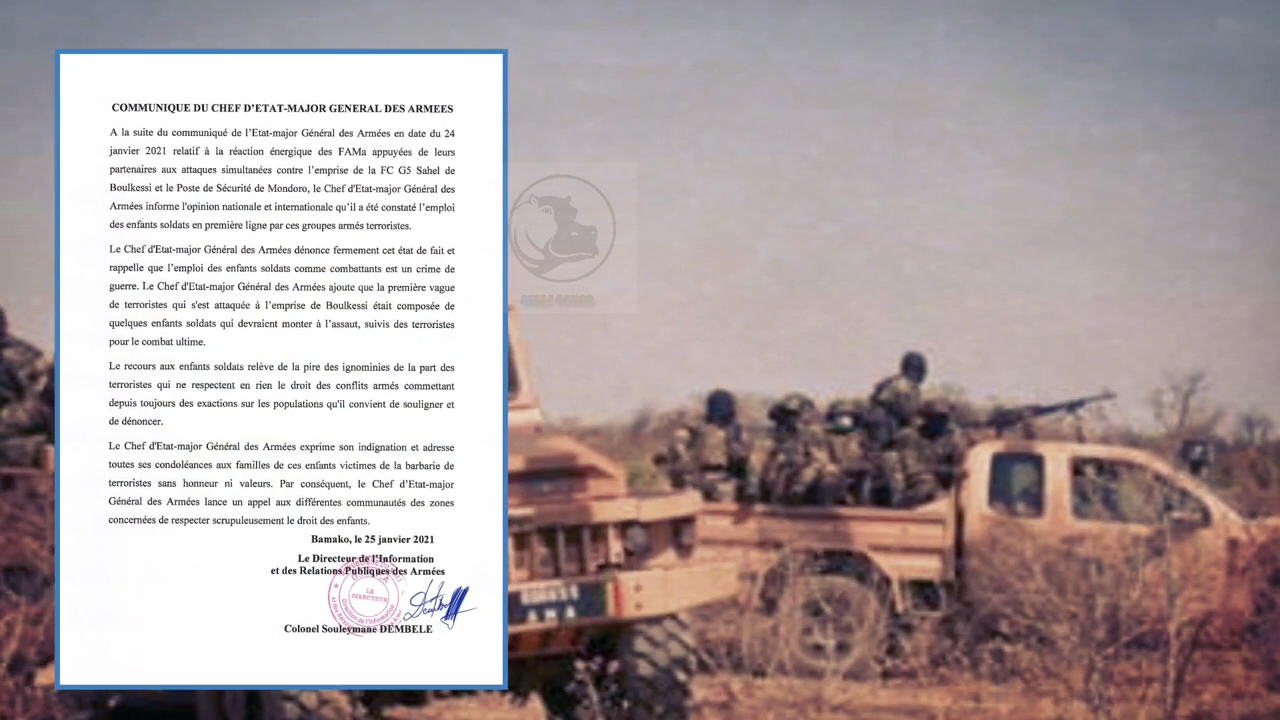 COMMUNIQUE DU CHEF D'ETAT-MAJOR GENERAL DES ARMEES
A la suite du communiqué de l'Etat-major Général des Armées en date du 24
janvier 2021 relatif à la réaction énergique des FAMa appuyées de leurs
partenaires aux attaques simultanées contre l'emprise de la FC G5 Sahel de
Boulkessi et le Poste de Sécurité de Mondoro, le Chef d'Etat-major Général des
Armées informe l'opinion nationale et internationale qu'il a été constaté l'emploi
des enfants soldats en première ligne par ces groupes armés terroristes.
Le Chef d'Etat-major Général des Armées dénonce fermement cet état de fait et
rappelle que l'emploi des enfants soldats comme combattants est un crime de
guerre. Le Chef d'Etat-major Général des Armées ajoute que la première vague
de terroristes qui s'est attaquée à l'emprise de Boulkessi était composée de
quelques enfants soldats qui devraient monter à l'assaut, suivis des terroristes
pour le combat ultime.
Le recours aux enfants soldats relève de la pire des ignominies de la part des
terroristes qui ne respectent en rien le droit des conflits armés commettant
depuis toujours des exactions sur les populations qu'il convient de souligner et
de dénoncer.
Le Chef d'Etat-major Général des Armées exprime son indignation et adresse
toutes ses condoléances aux familles de ces enfants victimes de la barbarie de
terroristes sans honneur ni valeurs. Par conséquent, le Chef d'Etat-major
Général des Armées lance un appel aux différentes communautés des zones
concernées de respecter scrupuleusement le droit des enfants.
Bamako, le 25 janvier 2021
Le Directeur de l'Information
et des Relations Publiques des Armées
LE
DIRECTEUR
Colonel Souleymane DEMBELE